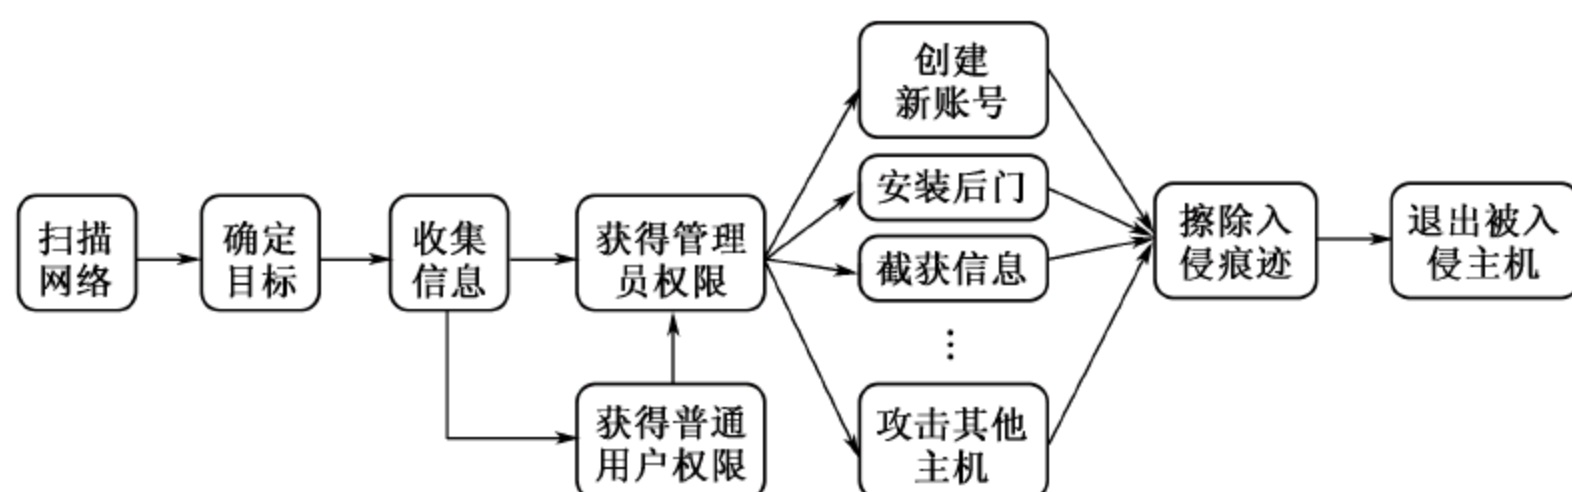 扫描
网络
确定
目标
收集
信息
获得管理
员权限
获得普通
用户权限
创建
新账号
安装后门
截获信息
⋮
攻击其他
主机
擦除入
侵痕迹
退出被入
侵主机